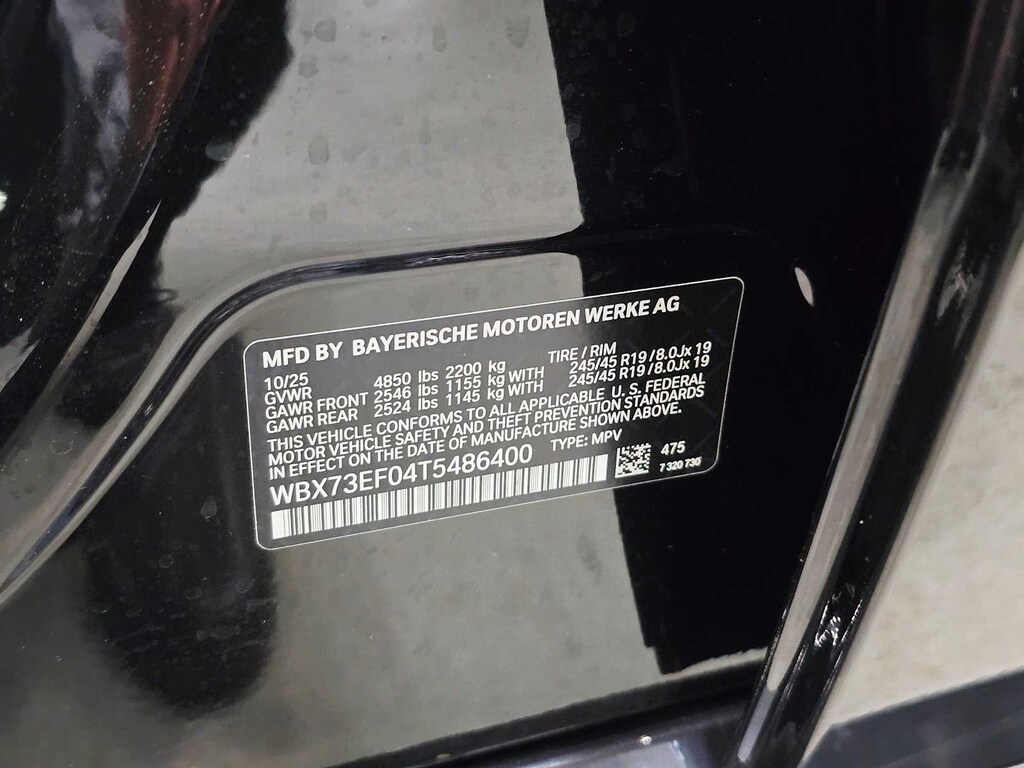 MFD BY BAYERISCHE MOTOREN WERKE AG
10/25 TIRE / RIM
GVWR 4850 lbs 2200 kg
GAWR FRONT 2546 lbs 1155 kg WITH 245/45 R19 / 8.0Jx 19
GAWR REAR 2524 lbs 1145 kg WITH 245/45 R19 / 8.0Jx 19
THIS VEHICLE CONFORMS TO ALL APPLICABLE U. S. FEDERAL
MOTOR VEHICLE SAFETY AND THEFT PREVENTION STANDARDS
IN EFFECT ON THE DATE OF MANUFACTURE SHOWN ABOVE.
WBX73EF04T5486400 TYPE: MPV
475
7 320 730